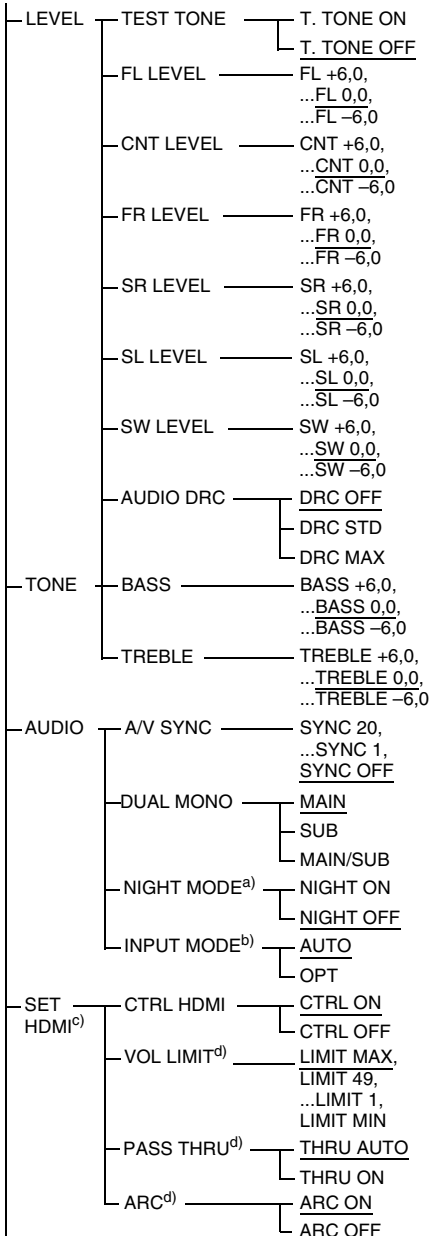 LEVEL TEST TONE T. TONE ON
T. TONE OFF
FL LEVEL FL +6,0,
...FL 0,0,
...FL –6,0
CNT LEVEL CNT +6,0,
...CNT 0,0,
...CNT –6,0
FR LEVEL FR +6,0,
...FR 0,0,
...FR –6,0
SR LEVEL SR +6,0,
...SR 0,0,
...SR –6,0
SL LEVEL SL +6,0,
...SL 0,0,
...SL –6,0
SW LEVEL SW +6,0,
...SW 0,0,
...SW –6,0
AUDIO DRC DRC OFF
DRC STD
DRC MAX
TONE BASS BASS +6,0,
...BASS 0,0,
...BASS –6,0
TREBLE TREBLE +6,0,
...TREBLE 0,0,
...TREBLE –6,0
AUDIO A/V SYNC SYNC 20,
...SYNC 1,
SYNC OFF
DUAL MONO MAIN
SUB
MAIN/SUB
NIGHT MODEa) NIGHT ON
NIGHT OFF
INPUT MODEb) AUTO
OPT
SET CTRL HDMI CTRL ON
HDMIc) CTRL OFF
VOL LIMITd) LIMIT MAX,
LIMIT 49,
...LIMIT 1,
LIMIT MIN
PASS THRUd) THRU AUTO
THRU ON
ARCd) ARC ON
ARC OFF